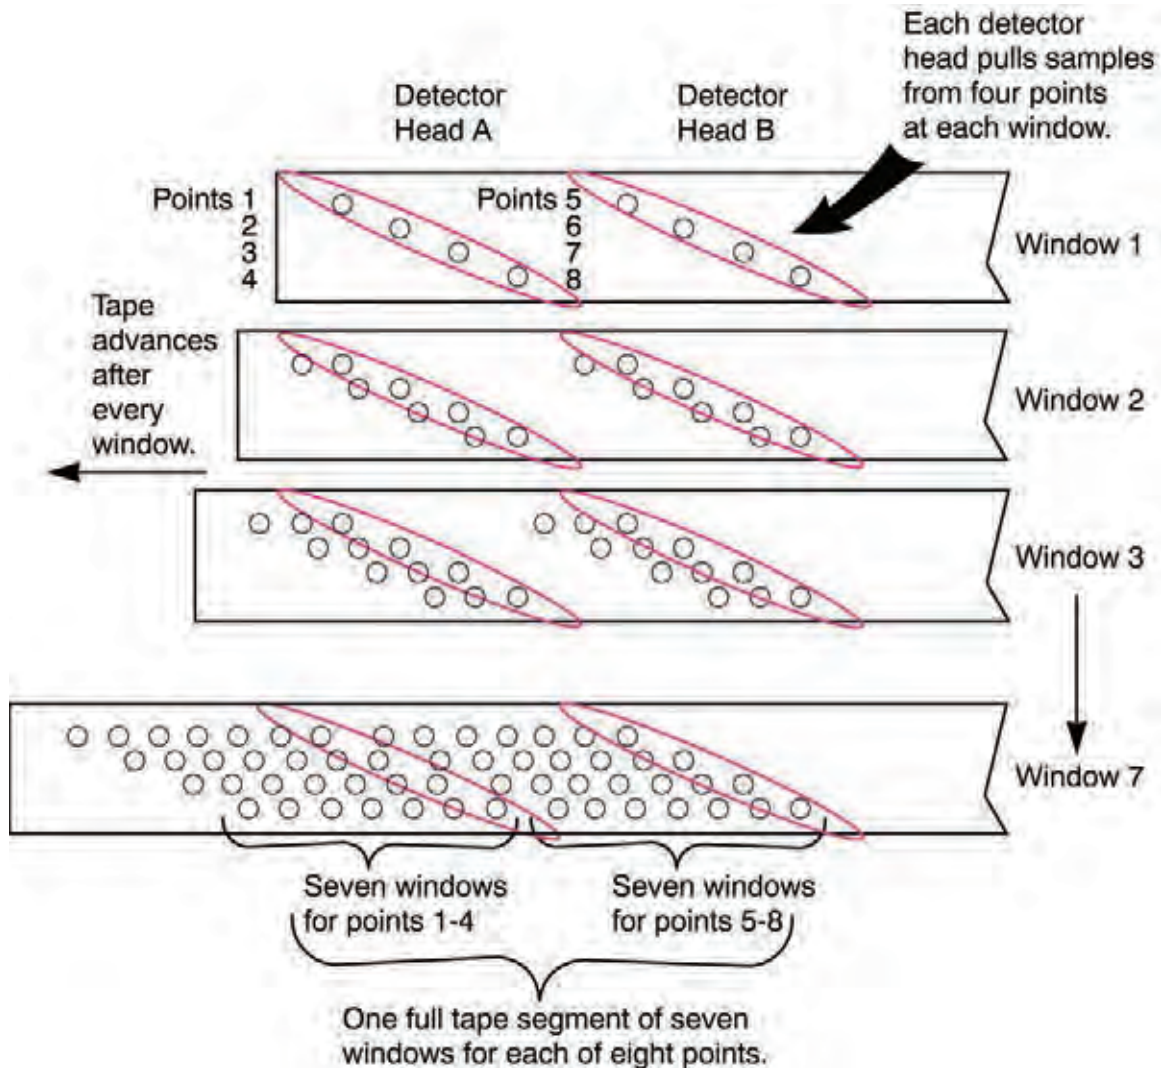 Each detector
head pulls samples
from four points
at each window.
Detector
Head A
Detector
Head B
Points 1
2
3
4
Points 5
6
7
8
Window 1
Tape
advances
after
every
window.
Window 2
Window 3
Window 7
Seven windows
for points 1-4
Seven windows
for points 5-8
One full tape segment of seven
windows for each of eight points.